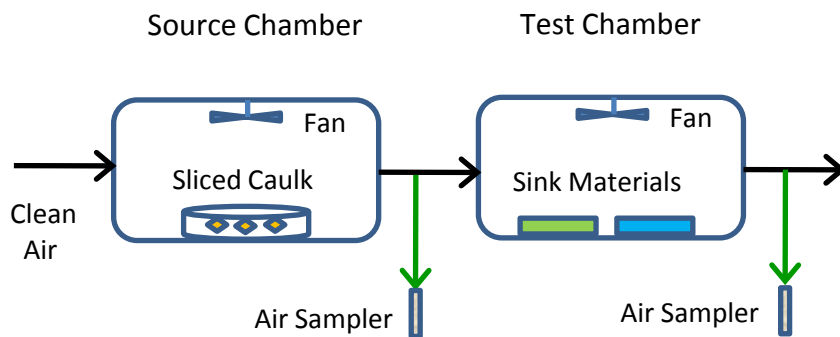 Source Chamber
Test Chamber
Fan
Fan
Sliced Caulk
Sink Materials
Clean
Air
Air Sampler
Air Sampler